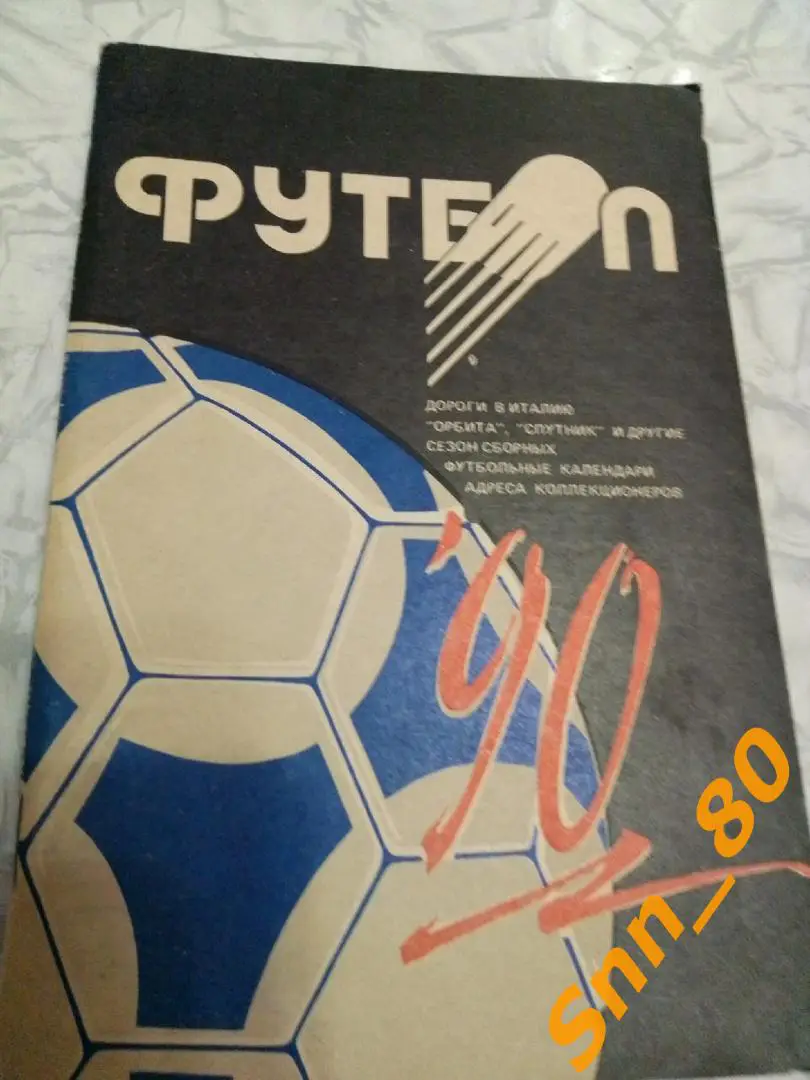 ФУТБОЛ
ДОРОГИ В ИТАЛИЮ
"ОРБИТА", "СПУТНИК" И ДРУГИЕ
СЕЗОН СБОРНЫХ
ФУТБОЛЬНЫЕ КАЛЕНДАРИ
АДРЕСА КОЛЛЕКЦИОНЕРОВ
'90
Snn_80